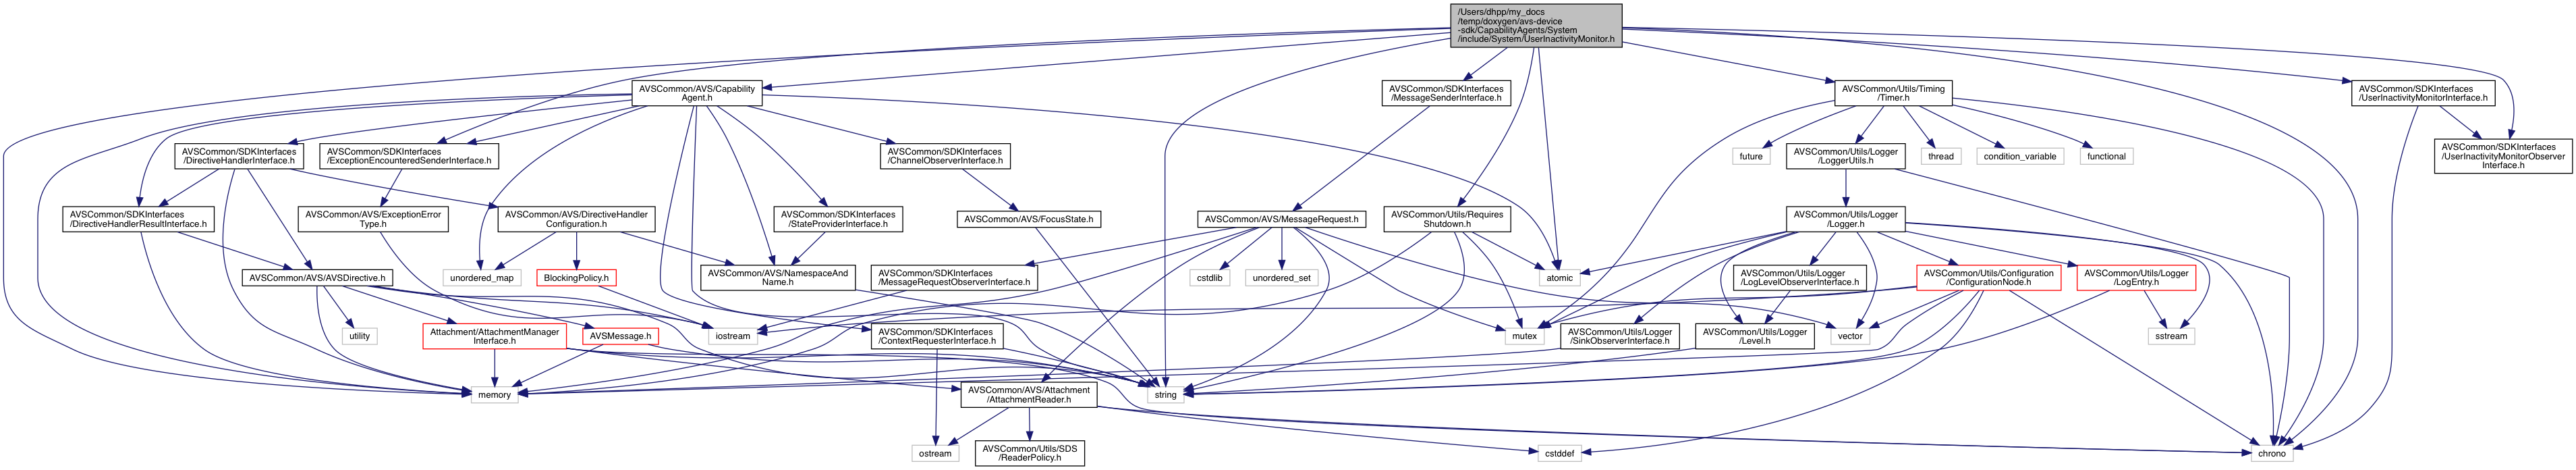 /Users/dhpp/my_docs
/temp/doxygen/avs-device
-sdk/CapabilityAgents/System
/include/System/UserInactivityMonitor.h
AVSCommon/AVS/Capability
Agent.h
AVSCommon/SDKInterfaces
/MessageSenderInterface.h
AVSCommon/Utils/Timing
/Timer.h
AVSCommon/SDKInterfaces
/UserInactivityMonitorInterface.h
AVSCommon/SDKInterfaces
/DirectiveHandlerInterface.h
AVSCommon/SDKInterfaces
/ExceptionEncounteredSenderInterface.h
AVSCommon/SDKInterfaces
/ChannelObserverInterface.h
future
AVSCommon/Utils/Logger
/LoggerUtils.h
thread
condition_variable
functional
AVSCommon/SDKInterfaces
/UserInactivityMonitorObserver
Interface.h
AVSCommon/SDKInterfaces
/DirectiveHandlerResultInterface.h
AVSCommon/AVS/ExceptionError
Type.h
AVSCommon/AVS/DirectiveHandler
Configuration.h
AVSCommon/SDKInterfaces
/StateProviderInterface.h
AVSCommon/AVS/FocusState.h
AVSCommon/AVS/MessageRequest.h
AVSCommon/Utils/Requires
Shutdown.h
AVSCommon/Utils/Logger
/Logger.h
AVSCommon/AVS/AVSDirective.h
unordered_map
BlockingPolicy.h
AVSCommon/AVS/NamespaceAnd
Name.h
AVSCommon/SDKInterfaces
/MessageRequestObserverInterface.h
cstdlib
unordered_set
atomic
AVSCommon/Utils/Logger
/LogLevelObserverInterface.h
AVSCommon/Utils/Configuration
/ConfigurationNode.h
AVSCommon/Utils/Logger
/LogEntry.h
utility
Attachment/AttachmentManager
Interface.h
AVSMessage.h
iostream
AVSCommon/SDKInterfaces
/ContextRequesterInterface.h
mutex
AVSCommon/Utils/Logger
/SinkObserverInterface.h
AVSCommon/Utils/Logger
/Level.h
vector
sstream
memory
AVSCommon/AVS/Attachment
/AttachmentReader.h
string
ostream
AVSCommon/Utils/SDS
/ReaderPolicy.h
cstddef
chrono